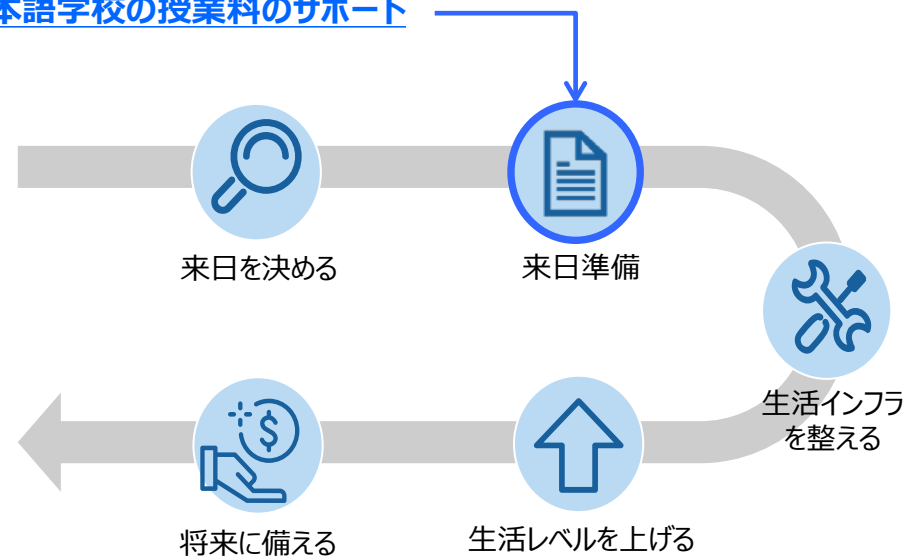 本語学校の授業料のサポート
来日を決める
来日準備
生活インフラ
を整える
生活レベルを上げる
将来に備える